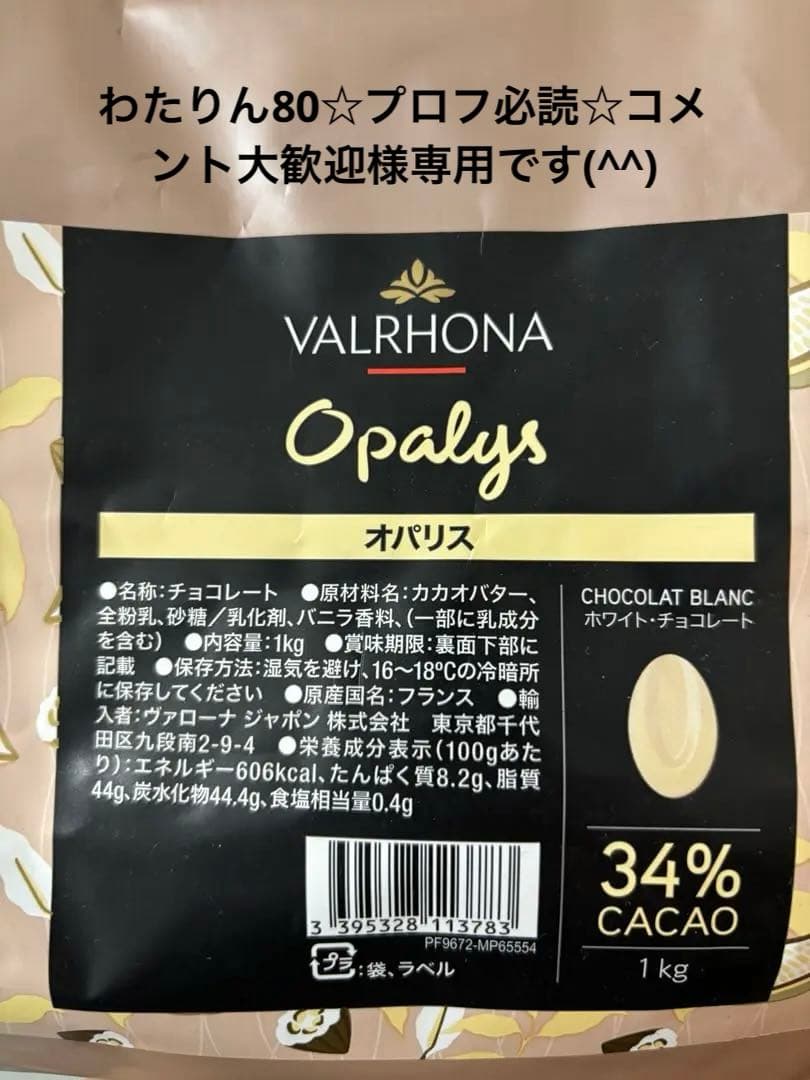 わたりん80☆プロフ必読☆コメ
ント大歓迎様専用です(^^)
VALRHONA
Opalys
オパリス
●名称：チョコレート　●原材料名：カカオバター、
全粉乳、砂糖／乳化剤、バニラ香料、（一部に乳成分
を含む）　●内容量：1kg　●賞味期限：裏面下部に
記載　●保存方法：湿気を避け、16〜18℃の冷暗所
に保存してください　●原産国名：フランス　●輸
入者：ヴァローナ ジャポン 株式会社　東京都千代
田区九段南2-9-4　●栄養成分表示（100gあた
り）：エネルギー606kcal、たんぱく質8.2g、脂質
44g、炭水化物44.4g、食塩相当量0.4g
CHOCOLAT BLANC
ホワイト・チョコレート
34%
CACAO
1 kg
3 395328 113783
PF9672-MP65554
プラ：袋、ラベル